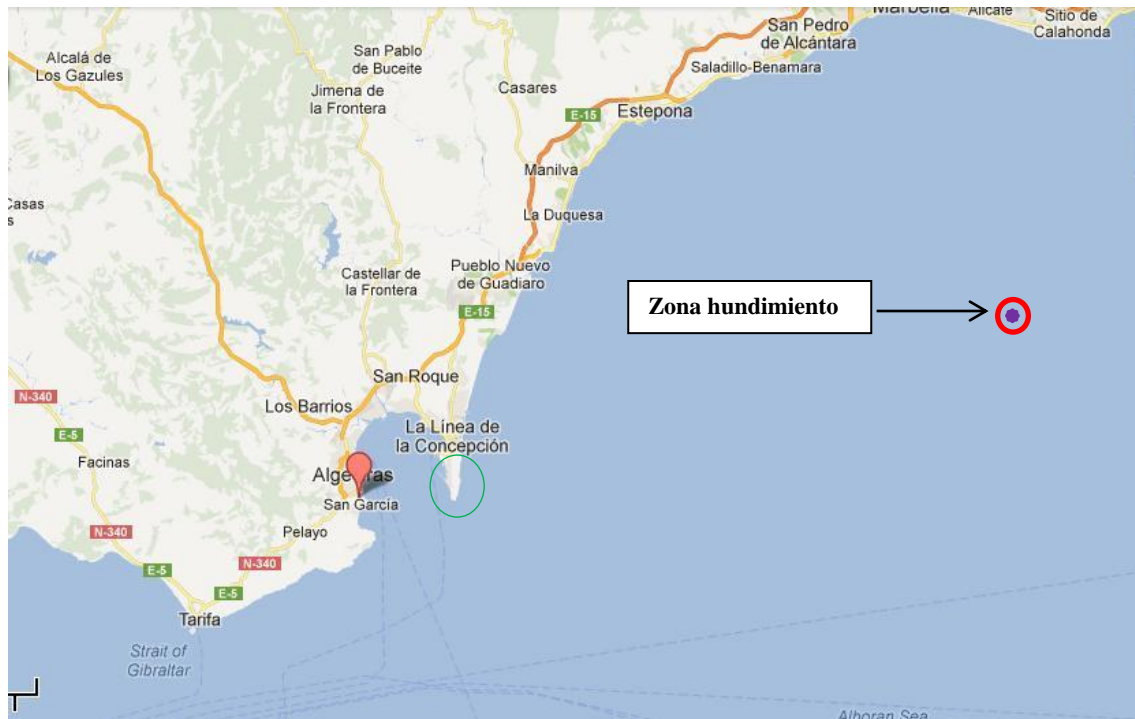 Marbella
Alicate
Sitio de
Calahonda
San Pedro
de Alcántara
Alcalá de
Los Gazules
San Pablo
de Buceite
Saladillo-Benamara
Jimena de
la Frontera
Casares
E-15
Estepona
Manilva
Casas
La Duquesa
Castellar de
la Frontera
Pueblo Nuevo
de Guadiaro
E-15
Zona hundimiento
San Roque
N-340
Los Barrios
La Línea de
la Concepción
E-5
Facinas
Algeciras
San García
N-340
Pelayo
N-340
E-5
E-5
Tarifa
Strait of
Gibraltar
Alboran Sea